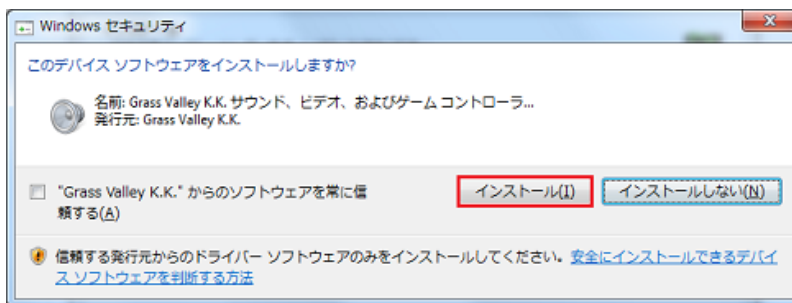 Windows セキュリティ
このデバイス ソフトウェアをインストールしますか?
名前: Grass Valley K.K. サウンド、ビデオ、およびゲーム コントローラ...
発行元: Grass Valley K.K.
"Grass Valley K.K." からのソフトウェアを常に信
頼する(A)
インストール(I)
インストールしない(N)
信頼する発行元からのドライバー ソフトウェアのみをインストールしてください。安全にインストールできるデバイ
ス ソフトウェアを判断する方法